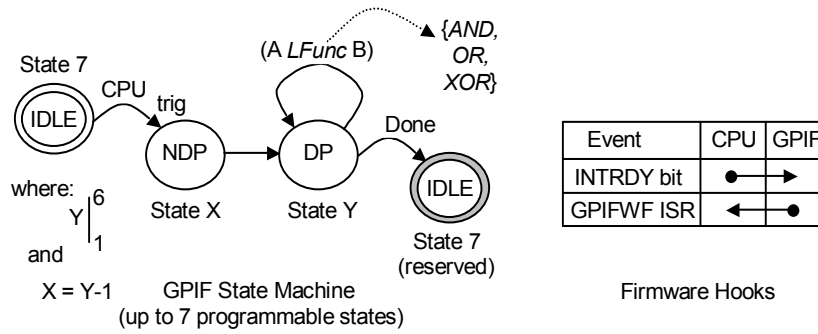 {AND,
OR,
XOR}
(A LFunc B)
State 7
CPU
trig
IDLE
NDP
DP
Done
IDLE
where:
Y
6
1
and
X = Y-1
State X
State Y
State 7
(reserved)
GPIF State Machine
(up to 7 programmable states)
Event CPU GPIF
INTRDY bit
GPIFWF ISR
Firmware Hooks